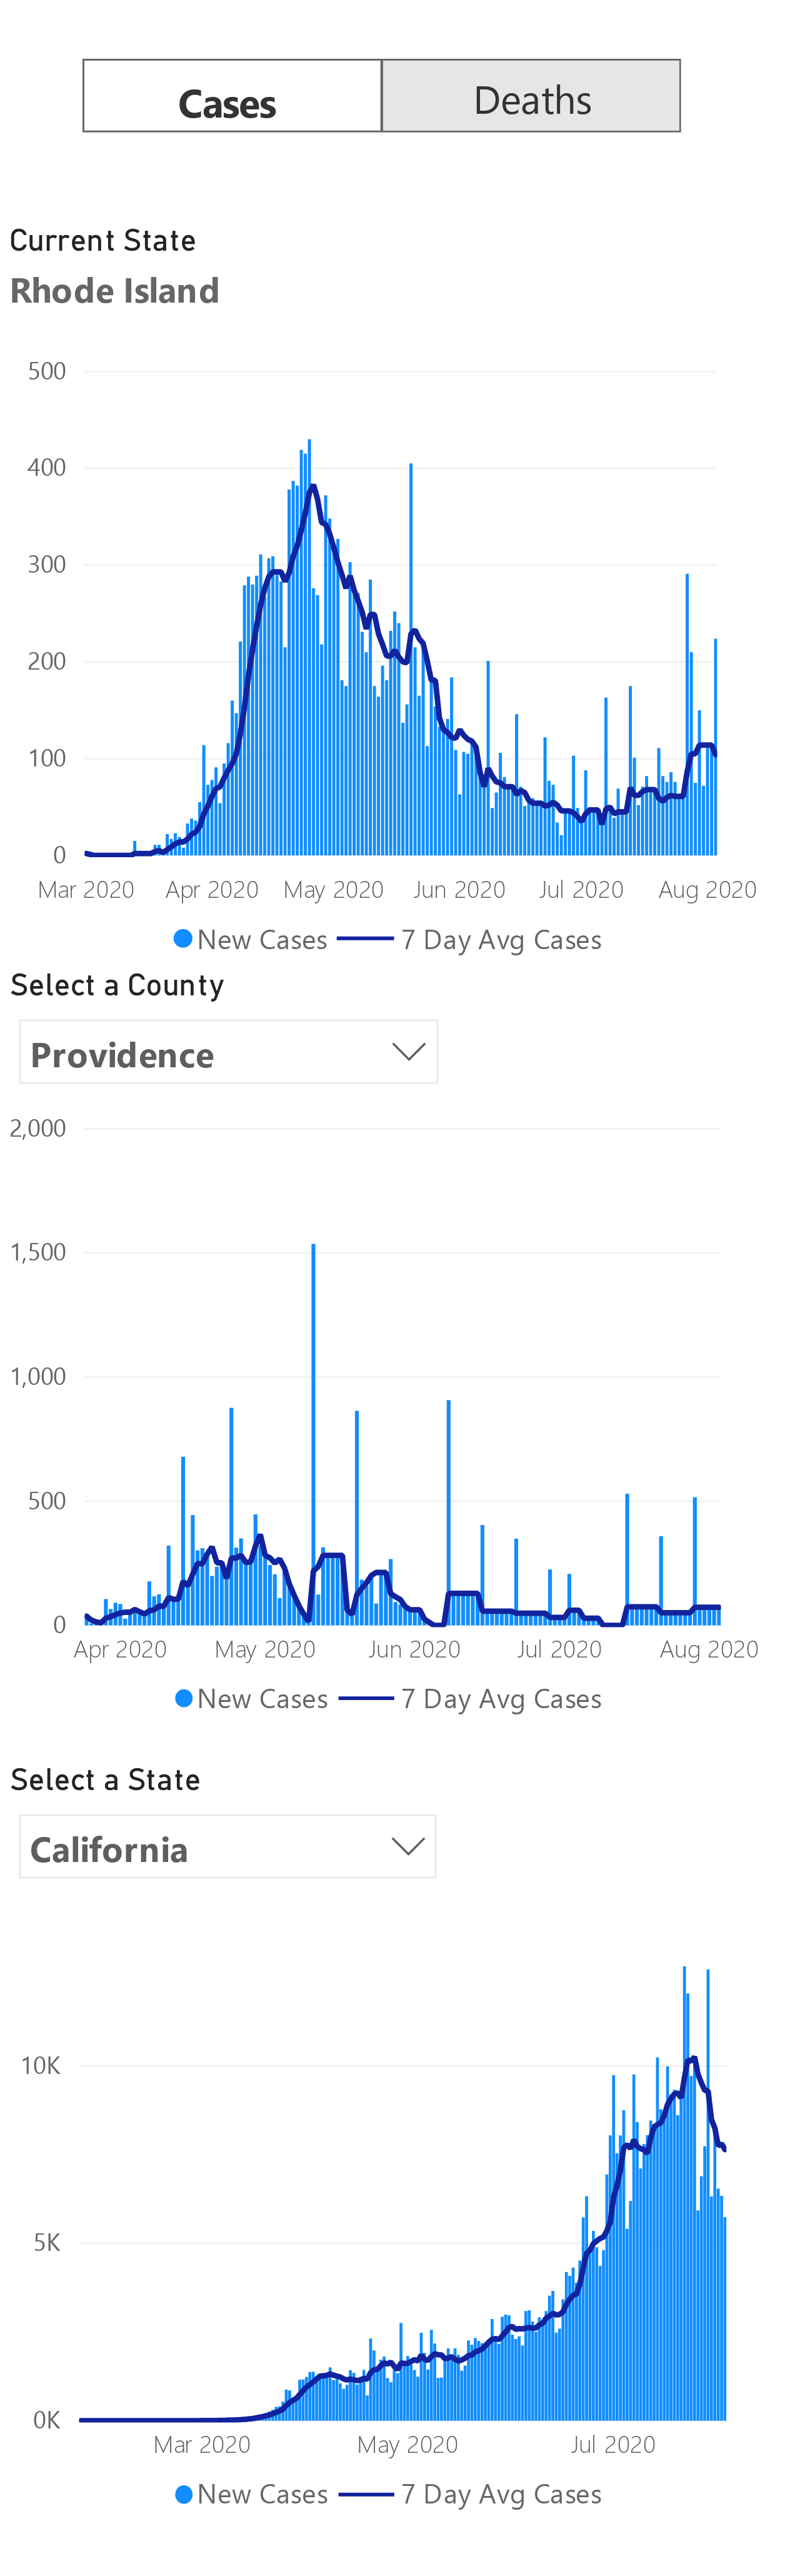 Cases Deaths
Current State
Rhode Island
500
400
300
200
100
0
Mar 2020 Apr 2020 May 2020 Jun 2020 Jul 2020 Aug 2020
New Cases 7 Day Avg Cases
Select a County
Providence
2,000
1,500
1,000
500
0
Apr 2020 May 2020 Jun 2020 Jul 2020 Aug 2020
New Cases 7 Day Avg Cases
Select a State
California
10K
5K
0K
Mar 2020 May 2020 Jul 2020
New Cases 7 Day Avg Cases